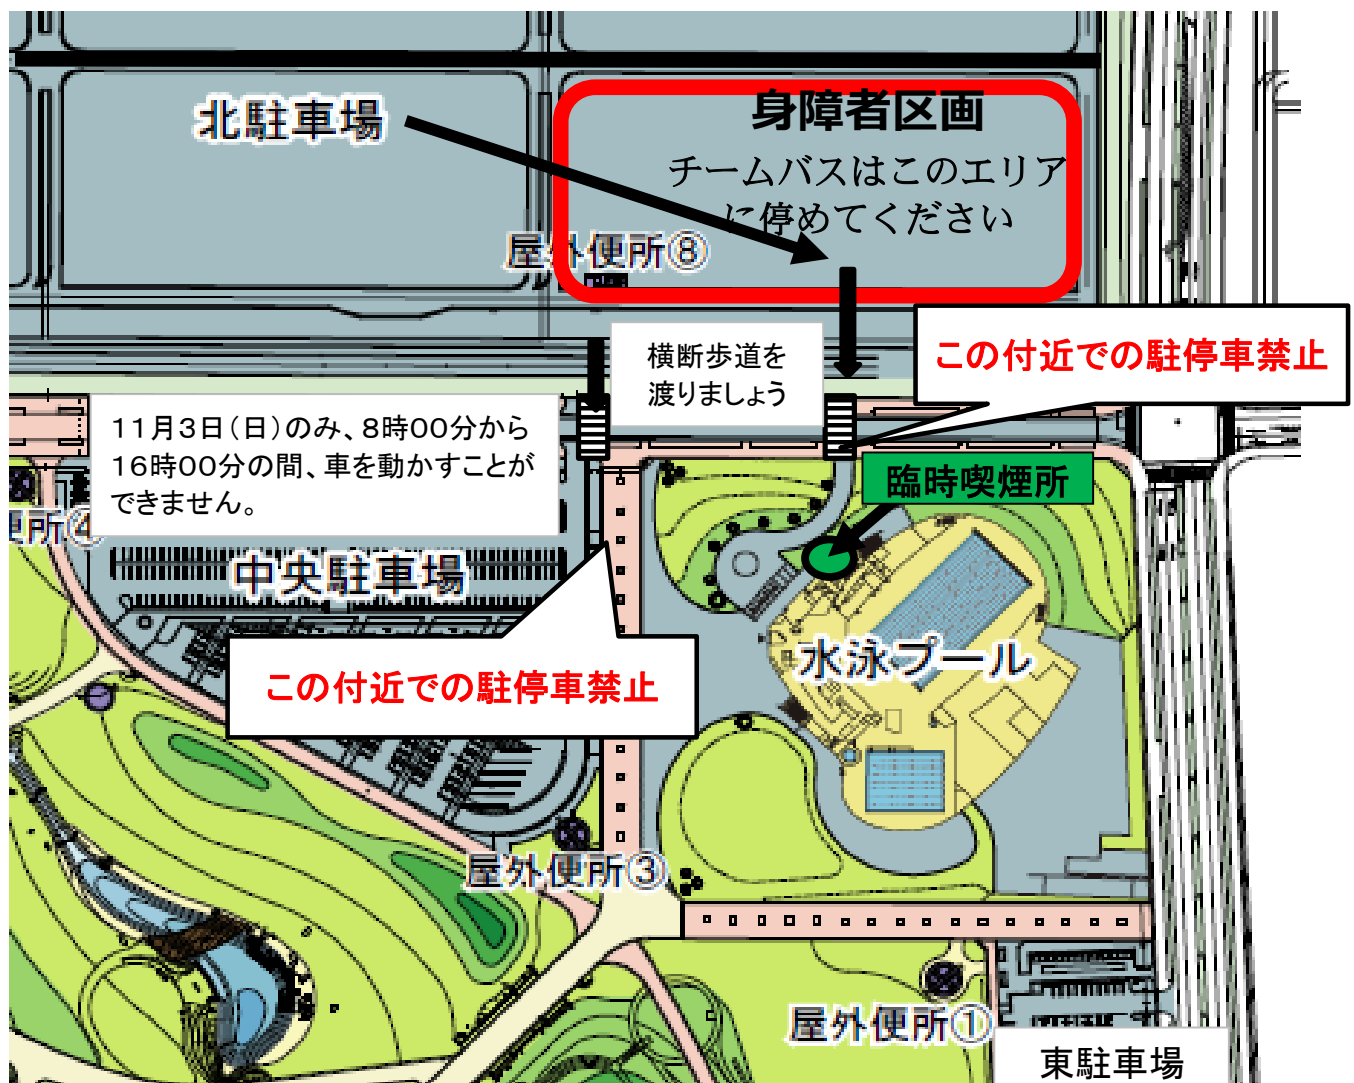 北駐車場
身障者区画
チームバスはこのエリア
に停めてください
屋外便所⑧
横断歩道を
渡りましょう
この付近での駐停車禁止
11月3日(日)のみ、8時00分から
16時00分の間、車を動かすことが
できません。
臨時喫煙所
便所④
中央駐車場
この付近での駐停車禁止
水泳プール
屋外便所③
屋外便所①
東駐車場